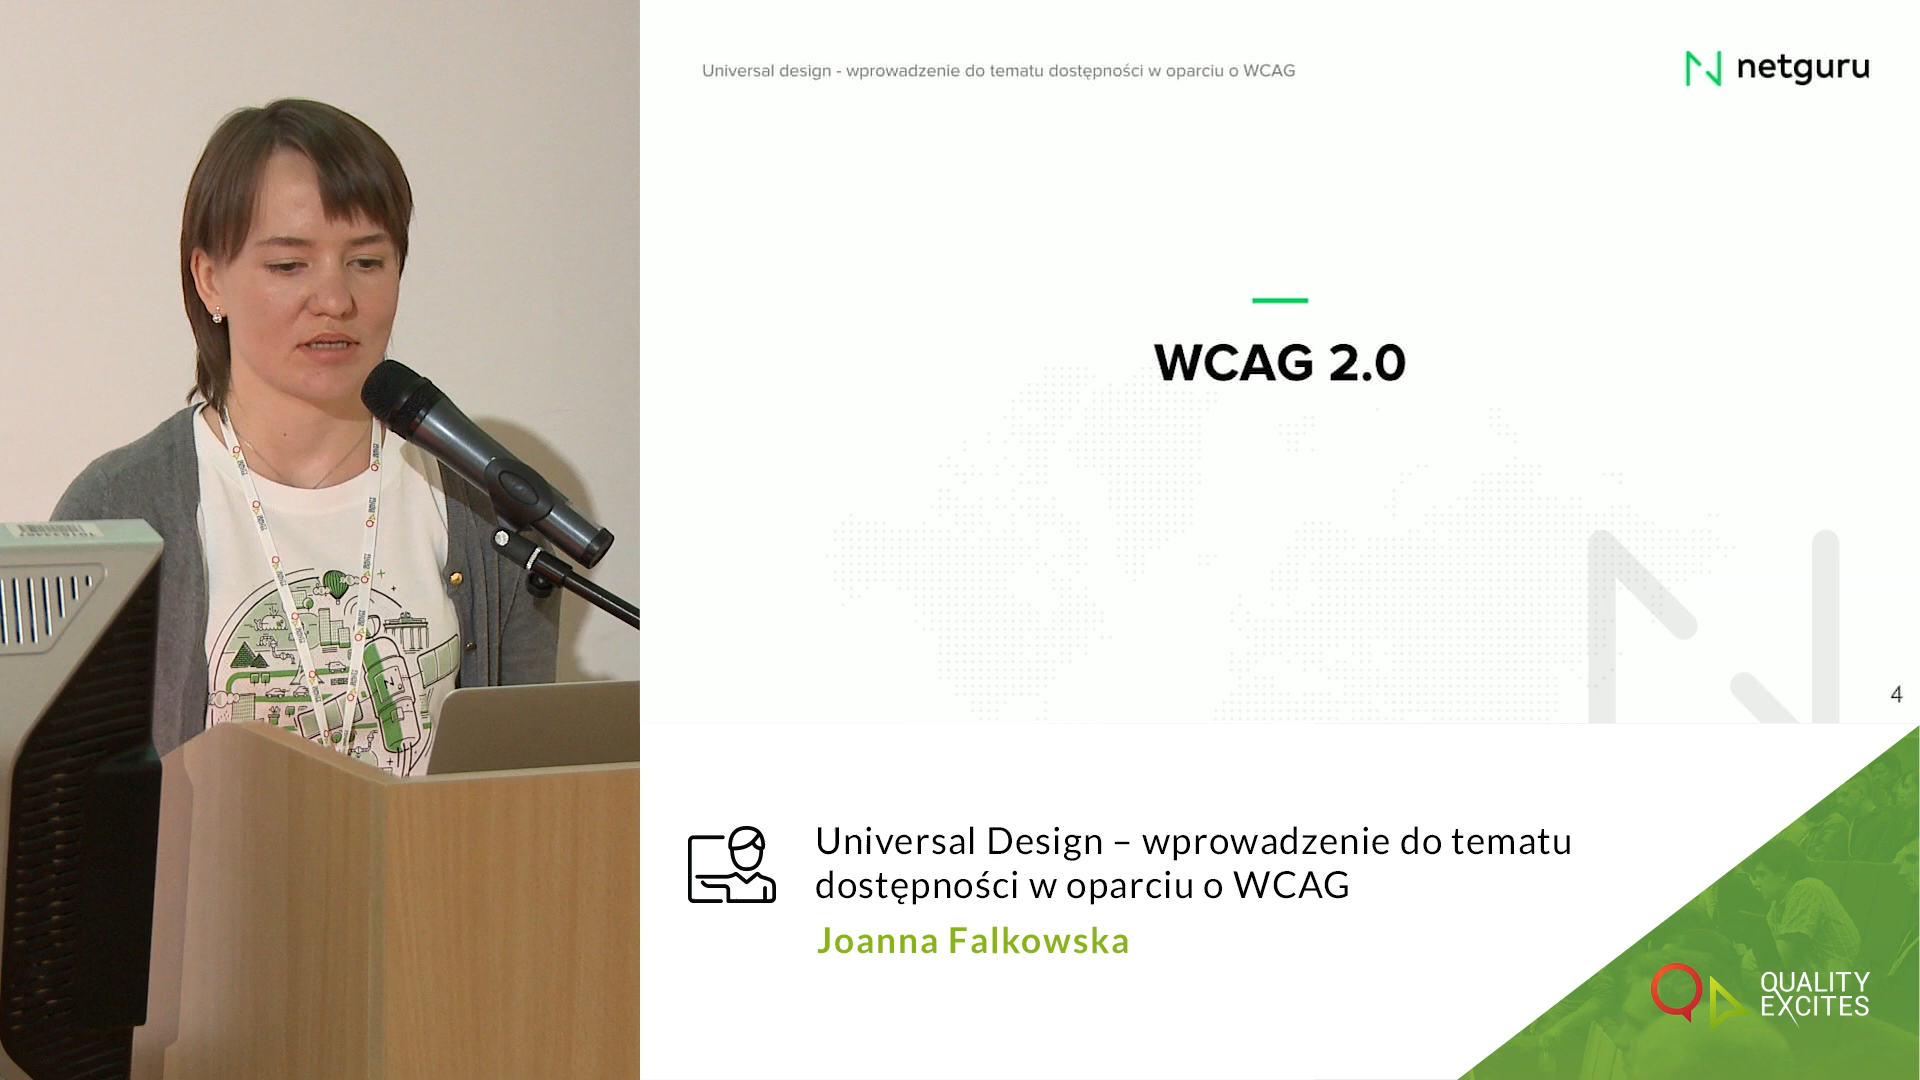 Universal design - wprowadzenie do tematu dostępności w oparciu o WCAG
netguru
WCAG 2.0
4
Universal Design – wprowadzenie do tematu
dostępności w oparciu o WCAG
Joanna Falkowska
QUALITY
EXCITES